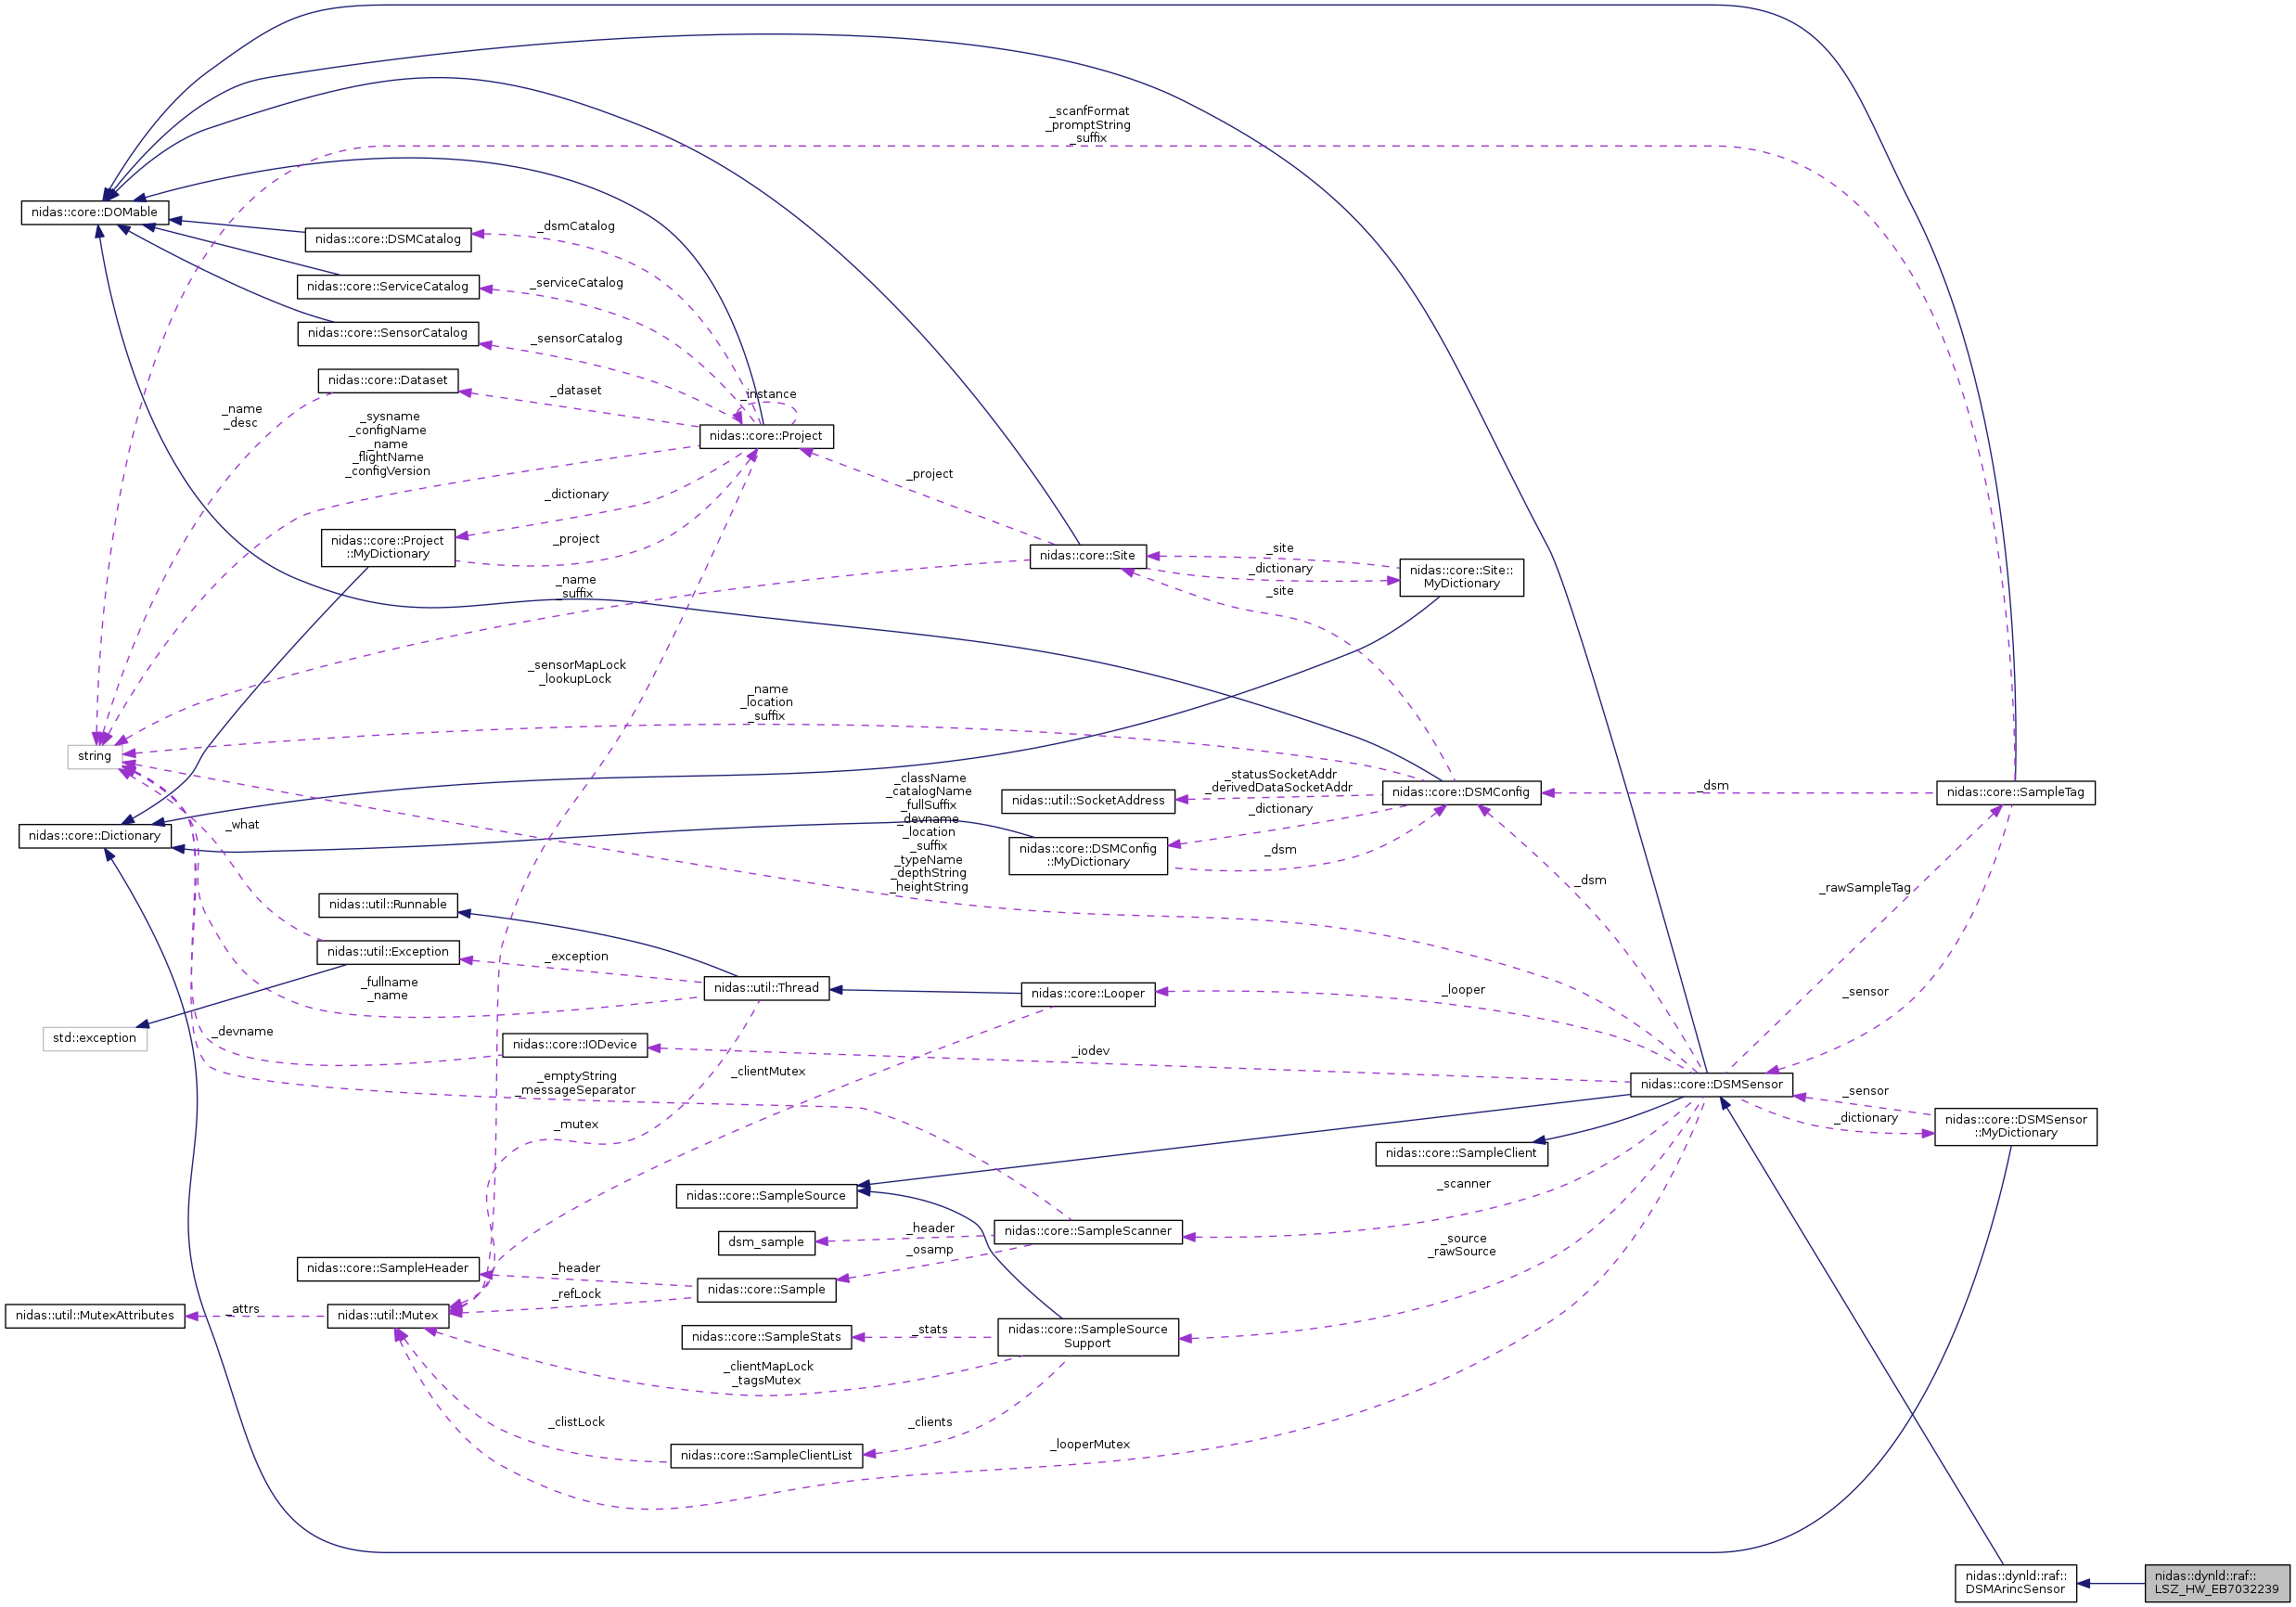 _scanfFormat
_promptString
_suffix
nidas::core::DOMable
_dsmCatalog
nidas::core::DSMCatalog
_serviceCatalog
nidas::core::ServiceCatalog
nidas::core::SensorCatalog
_sensorCatalog
nidas::core::Dataset
_dataset
_instance
_name
_desc
_sysname
_configName
_name
_flightName
_configVersion
nidas::core::Project
_project
_dictionary
nidas::core::Project
::MyDictionary
_project
nidas::core::Site
_site
_dictionary
_site
nidas::core::Site::
MyDictionary
_name
_suffix
_sensorMapLock
_lookupLock
_name
_location
_suffix
string
_className
_catalogName
_fullSuffix
_devname
_location
_suffix
_typeName
_depthString
_heightString
nidas::util::SocketAddress
_statusSocketAddr
_derivedDataSocketAddr
_dictionary
nidas::core::DSMConfig
_dsm
nidas::core::SampleTag
nidas::core::Dictionary
_what
nidas::core::DSMConfig
::MyDictionary
_dsm
_dsm
_rawSampleTag
nidas::util::Runnable
nidas::util::Exception
_exception
_fullname
_name
nidas::util::Thread
nidas::core::Looper
_looper
_sensor
std::exception
_devname
nidas::core::IODevice
_iodev
_clientMutex
_emptyString
_messageSeparator
nidas::core::DSMSensor
_sensor
_dictionary
nidas::core::DSMSensor
::MyDictionary
_mutex
nidas::core::SampleClient
nidas::core::SampleSource
_scanner
nidas::core::SampleScanner
_header
_osamp
dsm_sample
_source
_rawSource
nidas::core::SampleHeader
_header
_refLock
nidas::core::Sample
nidas::util::MutexAttributes
_attrs
nidas::util::Mutex
nidas::core::SampleStats
_stats
nidas::core::SampleSource
Support
_clientMapLock
_tagsMutex
_clistLock
_clients
nidas::core::SampleClientList
_looperMutex
nidas::dynld::raf::
DSMArincSensor
nidas::dynld::raf::
LSZ_HW_EB7032239